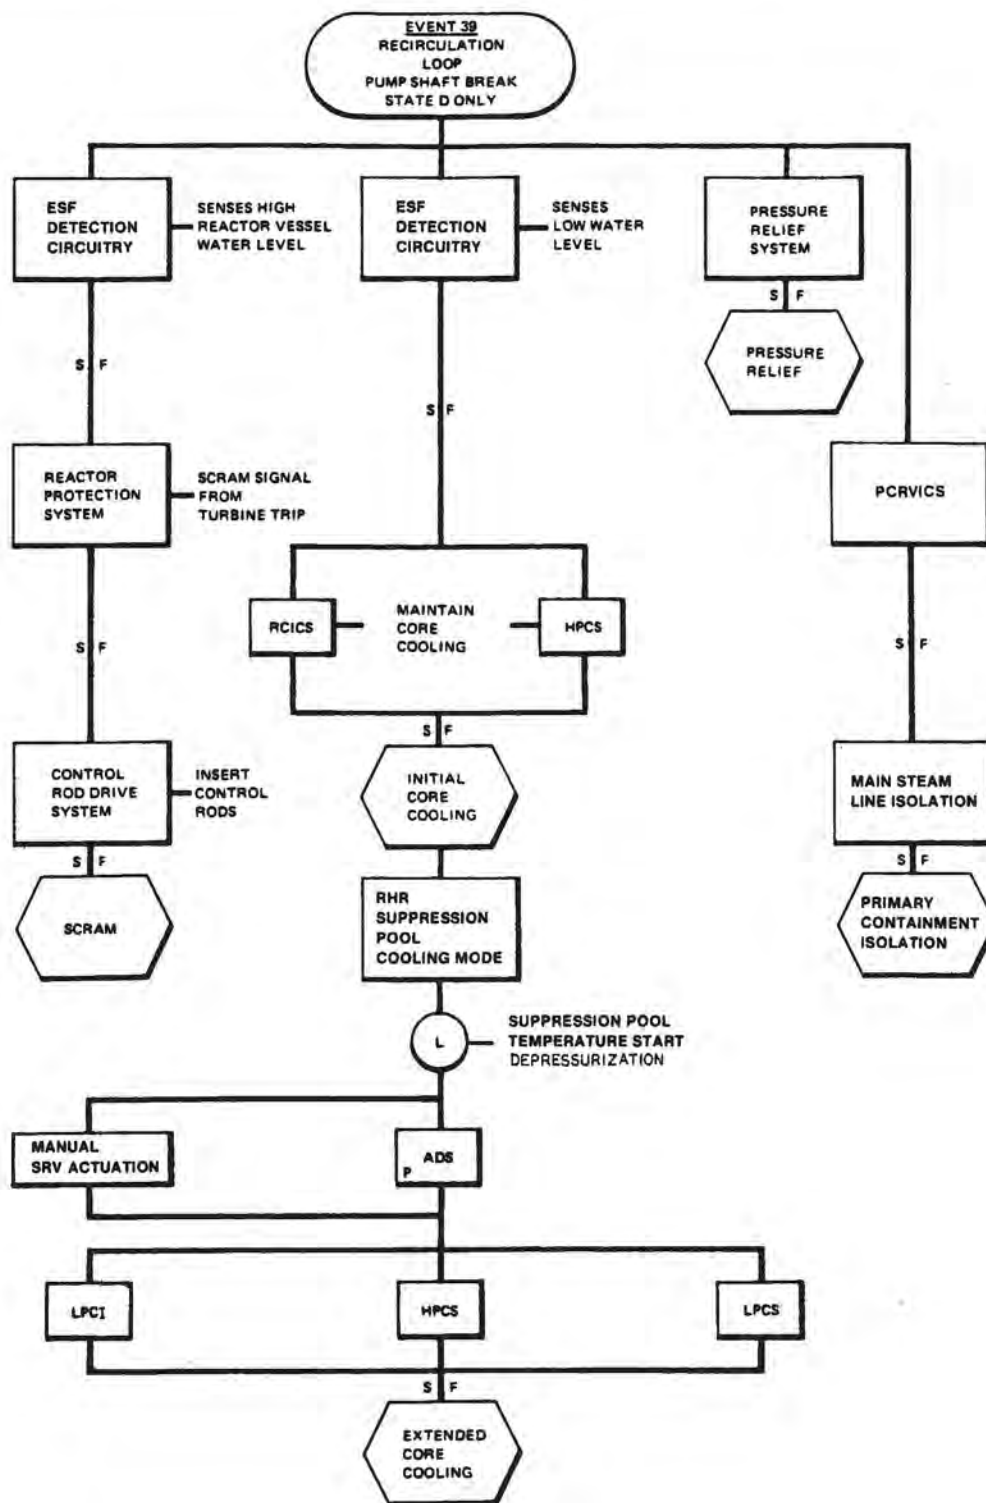 EVENT 39
RECIRCULATION
LOOP
PUMP SHAFT BREAK
STATE D ONLY
ESF
DETECTION
CIRCUITRY
SENSES HIGH
REACTOR VESSEL
WATER LEVEL
ESF
DETECTION
CIRCUITRY
SENSES
LOW WATER
LEVEL
PRESSURE
RELIEF
SYSTEM
S F
PRESSURE
RELIEF
S F
S F
REACTOR
PROTECTION
SYSTEM
SCRAM SIGNAL
FROM
TURBINE TRIP
PCRVICS
RCICS
MAINTAIN
CORE
COOLING
HPCS
S F
S F
S F
CONTROL
ROD DRIVE
SYSTEM
INSERT
CONTROL
RODS
INITIAL
CORE
COOLING
MAIN STEAM
LINE ISOLATION
S F
S F
SCRAM
RHR
SUPPRESSION
POOL
COOLING MODE
PRIMARY
CONTAINMENT
ISOLATION
L
SUPPRESSION POOL
TEMPERATURE START
DEPRESSURIZATION
MANUAL
SRV ACTUATION
ADS
P
LPCI
HPCS
LPCS
S F
EXTENDED
CORE
COOLING